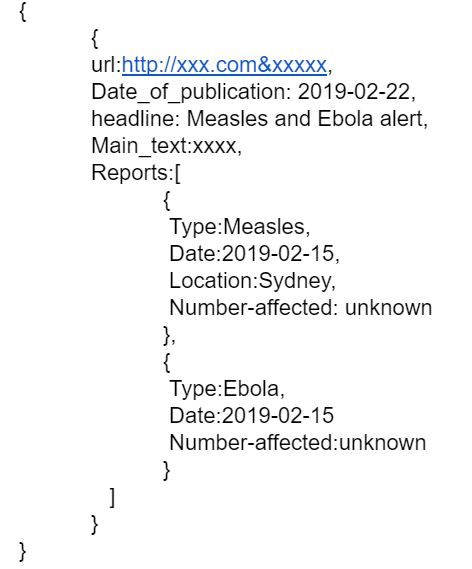 {
{
url:http://xxx.com&xxxxx,
Date_of_publication: 2019-02-22,
headline: Measles and Ebola alert,
Main_text:xxxx,
Reports:[
{
Type:Measles,
Date:2019-02-15,
Location:Sydney,
Number-affected: unknown
},
{
Type:Ebola,
Date:2019-02-15
Number-affected:unknown
}
]
}
}